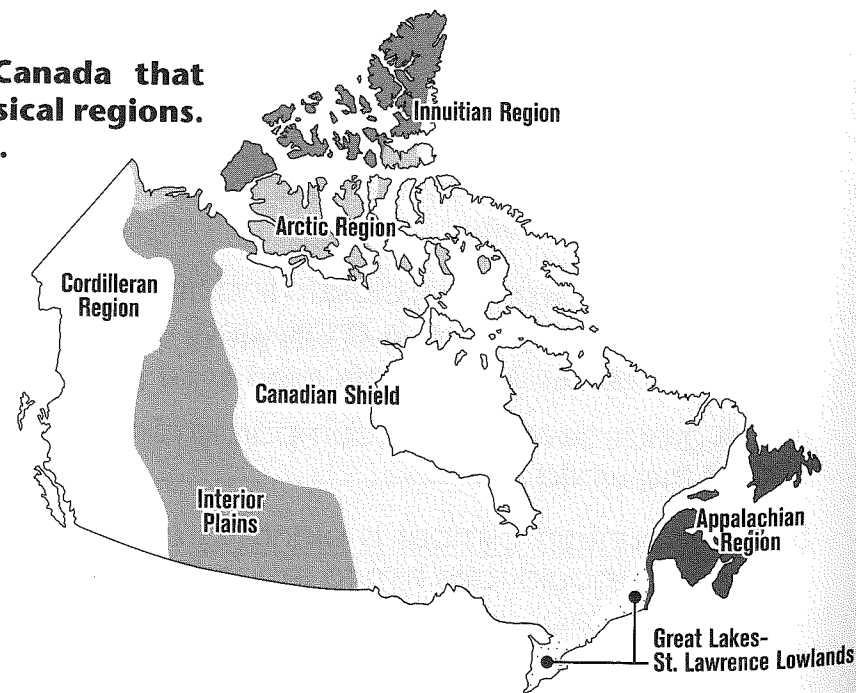 Canada that
sical regions.
.
Innuitian Region
Arctic Region
Cordilleran
Region
Canadian Shield
Interior
Plains
Appalachian
Region
Great Lakes-
St. Lawrence Lowlands